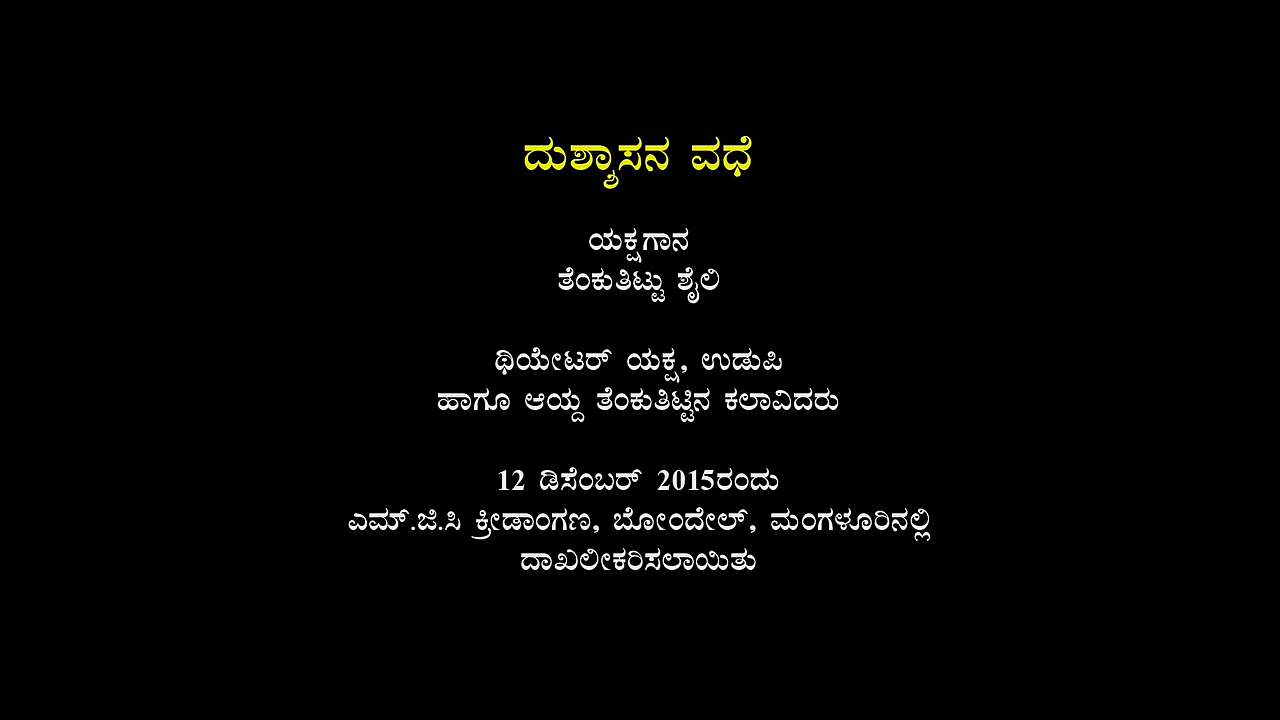 ದುಶ್ಶಾಸನ ವಧೆ
ಯಕ್ಷಗಾನ
ತೆಂಕುತಿಟ್ಟು ಶೈಲಿ
ಥಿಯೇಟರ್ ಯಕ್ಷ, ಉಡುಪಿ
ಹಾಗೂ ಆಯ್ದ ತೆಂಕುತಿಟ್ಟಿನ ಕಲಾವಿದರು
12 ಡಿಸೆಂಬರ್ 2015ರಂದು
ಎಮ್.ಜಿ.ಸಿ ಕ್ರೀಡಾಂಗಣ, ಬೋಂದೇಲ್, ಮಂಗಳೂರಿನಲ್ಲಿ
ದಾಖಲೀಕರಿಸಲಾಯಿತು